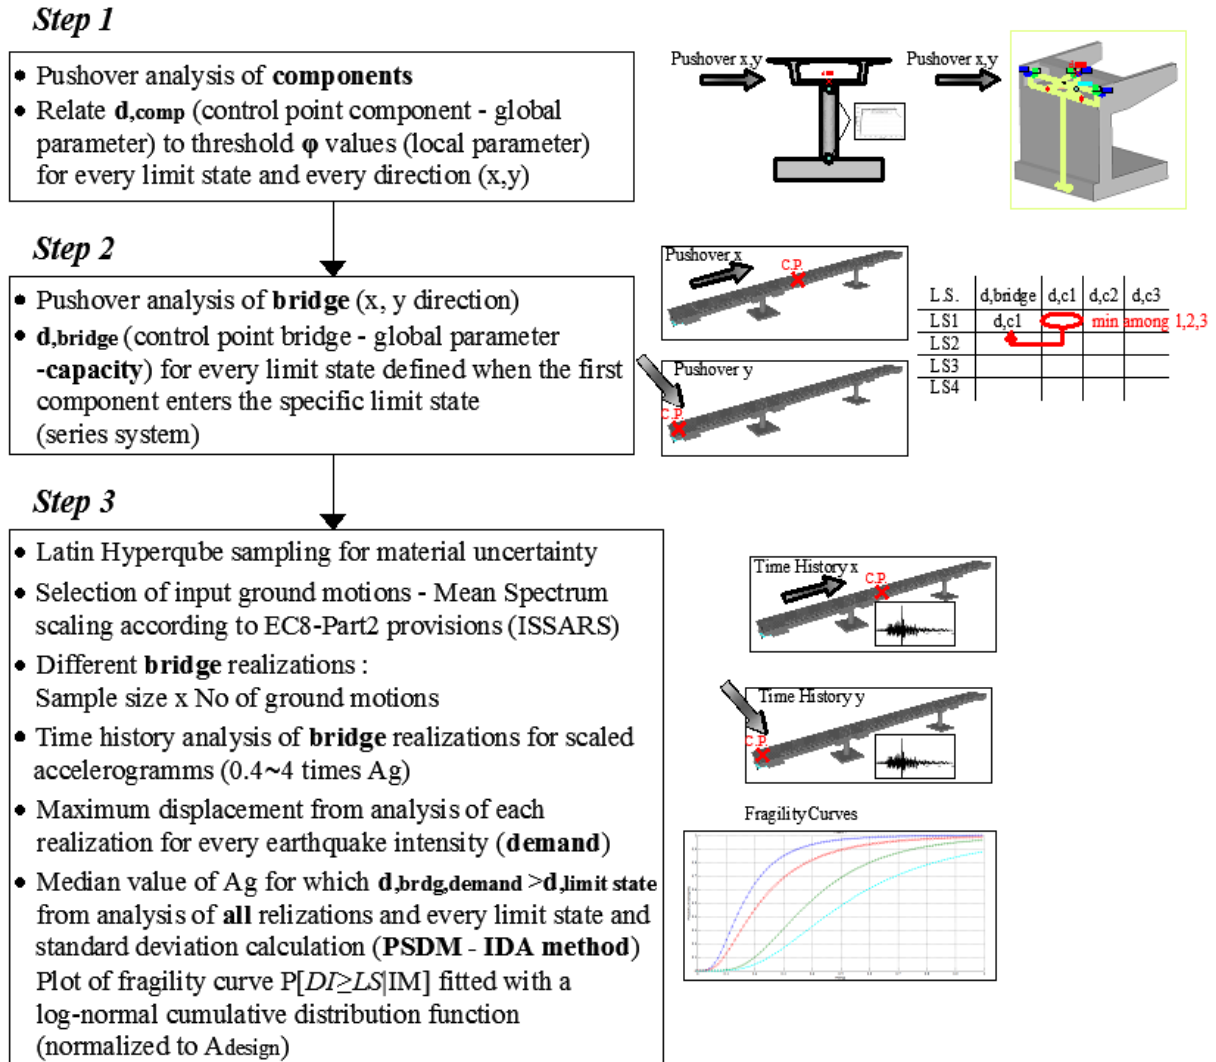 Step 1
• Pushover analysis of components
• Relate d,comp (control point component - global
parameter) to threshold φ values (local parameter)
for every limit state and every direction (x,y)
Pushover x,y
Pushover x,y
Step 2
• Pushover analysis of bridge (x, y direction)
• d,bridge (control point bridge - global parameter
-capacity) for every limit state defined when the first
component enters the specific limit state
(series system)
Pushover x
C.P.
Pushover y
C.P.
L.S. d,bridge d,c1 d,c2 d,c3
LS1 d,c1 min among 1,2,3
LS2
LS3
LS4
Step 3
• Latin Hyperqube sampling for material uncertainty
• Selection of input ground motions - Mean Spectrum
scaling according to EC8-Part2 provisions (ISSARS)
• Different bridge realizations :
Sample size x No of ground motions
• Time history analysis of bridge realizations for scaled
accelerogramms (0.4~4 times Ag)
• Maximum displacement from analysis of each
realization for every earthquake intensity (demand)
• Median value of Ag for which d,brdg,demand >d,limit state
from analysis of all relizations and every limit state and
standard deviation calculation (PSDM - IDA method)
Plot of fragility curve P[DI≥LS|IM] fitted with a
log-normal cumulative distribution function
(normalized to Adesign)
Time History x
C.P.
Time History y
C.P.
Fragility Curves